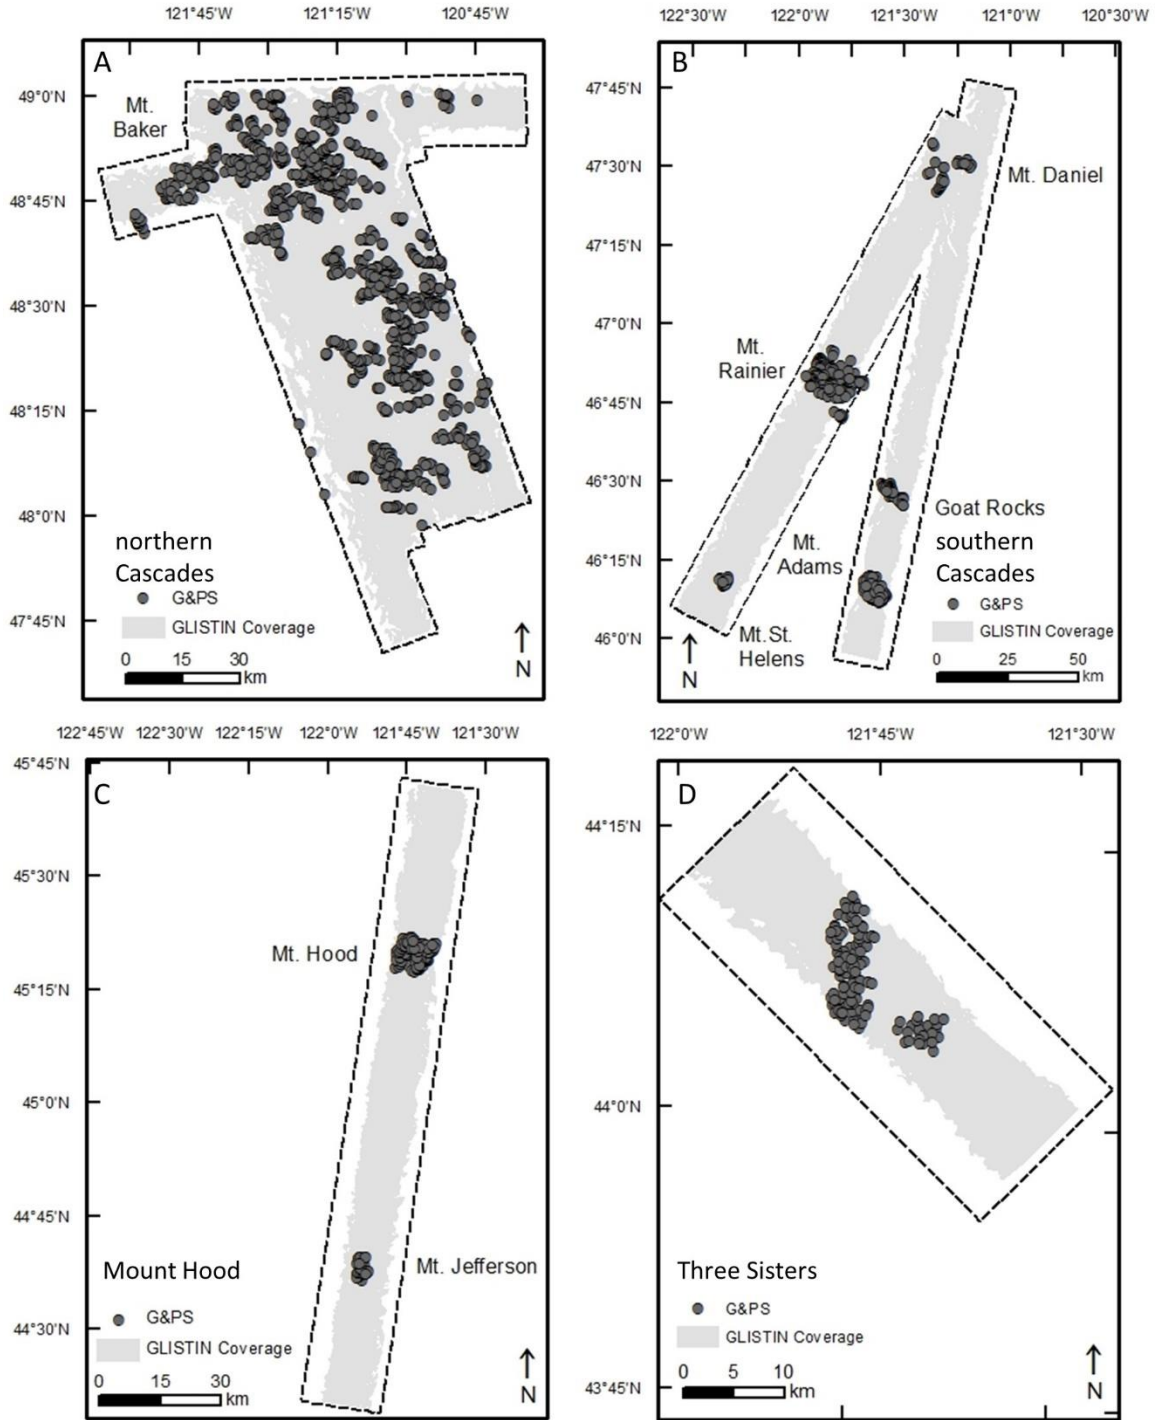 121°45'W 121°15'W 120°45'W
A
49°0'N
Mt.
Baker
48°45'N
48°30'N
48°15'N
48°0'N
northern
Cascades
G&PS
47°45'N
GLISTIN Coverage
0 15 30
km
N
122°30'W 122°0'W 121°30'W 121°0'W 120°30'W
B
47°45'N
47°30'N
Mt. Daniel
47°15'N
47°0'N
Mt.
Rainier
46°45'N
46°30'N
Goat Rocks
southern
Cascades
Mt.
Adams
46°15'N
G&PS
GLISTIN Coverage
46°0'N
Mt.St.
Helens
0 25 50
km
N
122°45'W 122°30'W 122°15'W 122°0'W 121°45'W 121°30'W
45°45'N
C
45°30'N
Mt. Hood
45°15'N
45°0'N
44°45'N
Mt. Jefferson
Mount Hood
G&PS
44°30'N
GLISTIN Coverage
0 15 30
km
N
122°0'W 121°45'W 121°30'W
D
44°15'N
44°0'N
Three Sisters
G&PS
GLISTIN Coverage
0 5 10
km
43°45'N
N